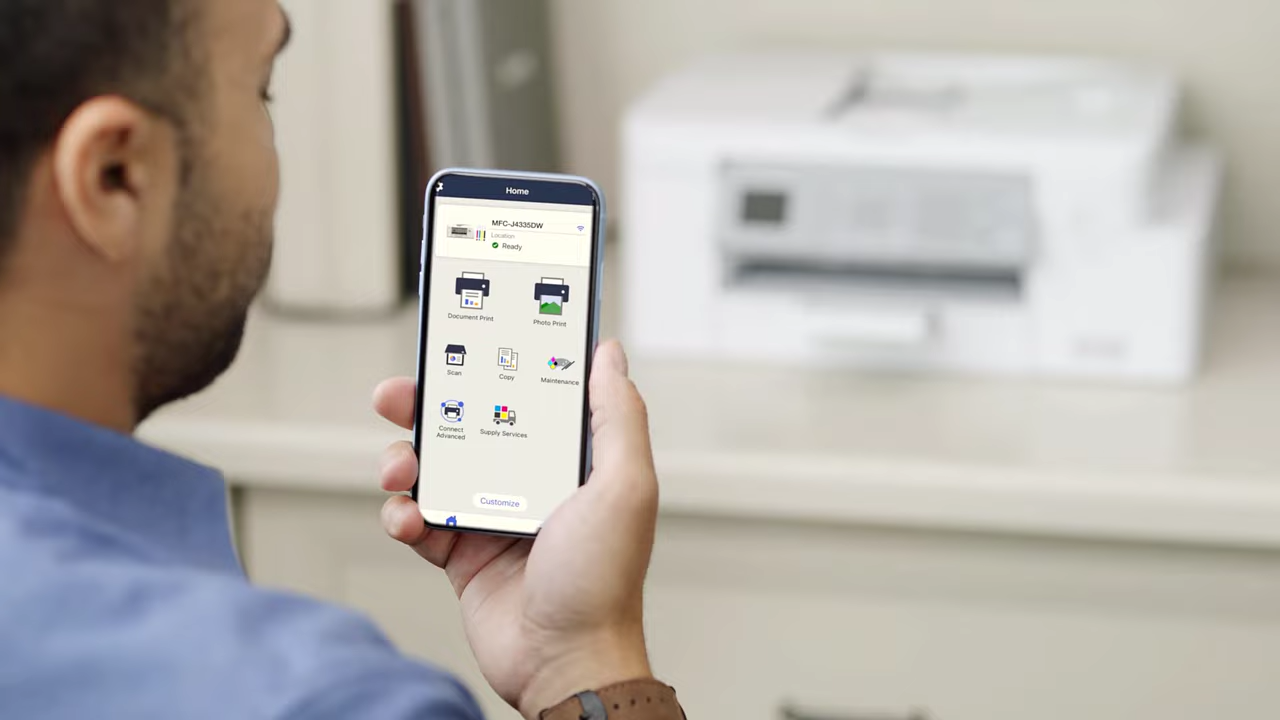 Home
MFC-J4335DW
Location
Ready
Document Print
Photo Print
Scan
Copy
Maintenance
Connect
Advanced
Supply Services
Customize